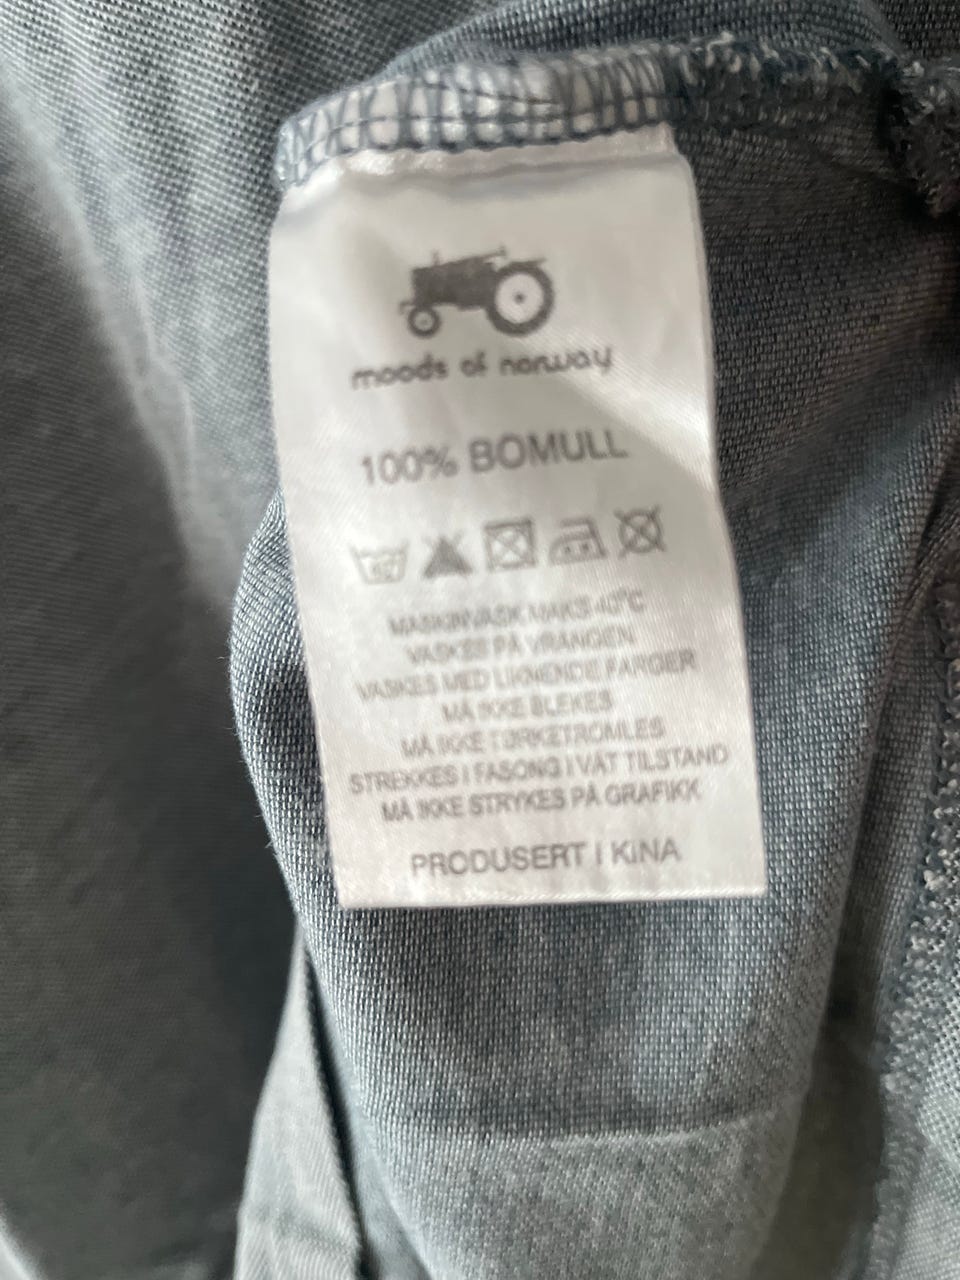 moods of norway
100% BOMULL
40
MASKINVASK MAKS 40°C
VASKES PÅ VRANGEN
VASKES MED LIKNENDE FARGER
MÅ IKKE BLEKES
MÅ IKKE TØRKETROMLES
STREKKES I FASONG I VÅT TILSTAND
MÅ IKKE STRYKES PÅ GRAFIKK
PRODUSERT I KINA